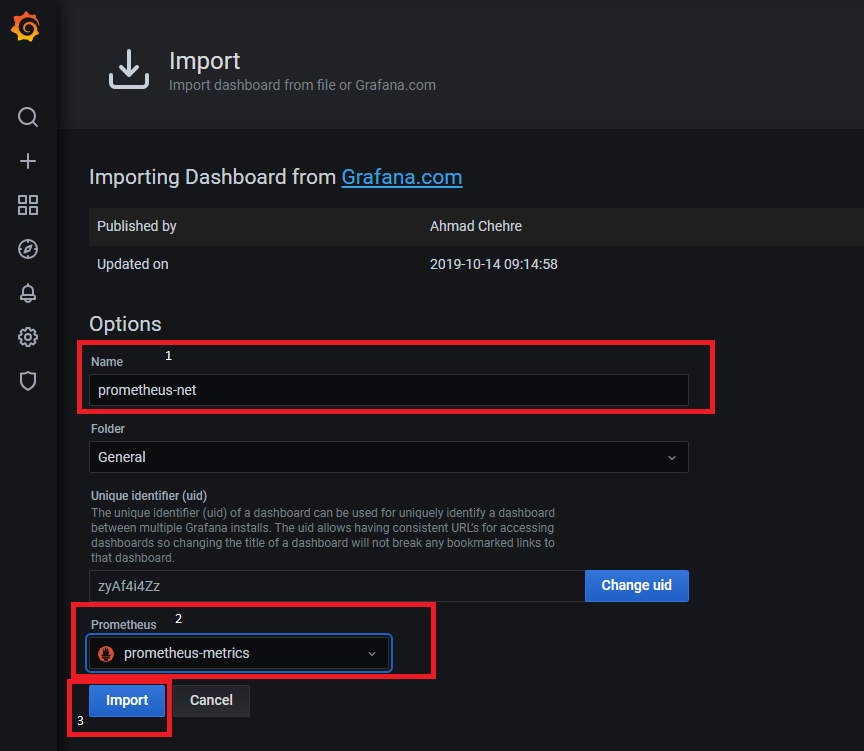 Import
Import dashboard from file or Grafana.com
Importing Dashboard from Grafana.com
Published by Ahmad Chehre
Updated on 2019-10-14 09:14:58
Options
Name 1
prometheus-net
Folder
General
Unique identifier (uid)
The unique identifier (uid) of a dashboard can be used for uniquely identify a dashboard
between multiple Grafana installs. The uid allows having consistent URL's for accessing
dashboards so changing the title of a dashboard will not break any bookmarked links to
that dashboard.
zyAf4i4Zz Change uid
Prometheus 2
prometheus-metrics
Import Cancel
3